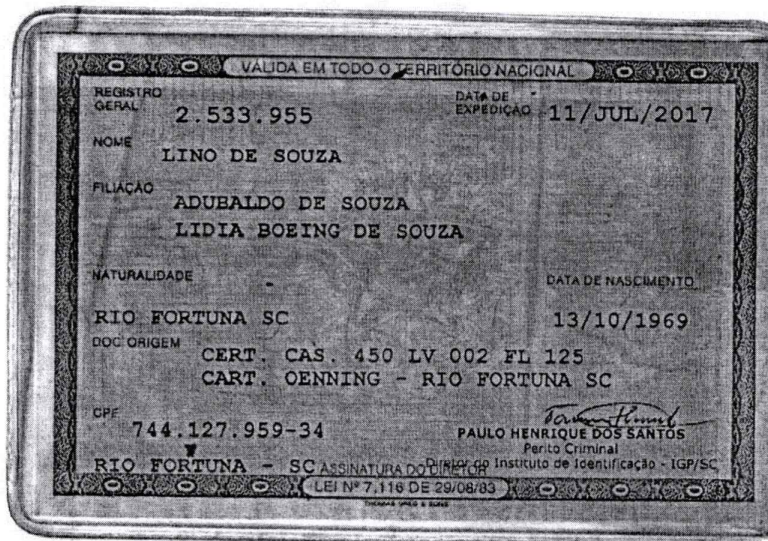 VÁLIDA EM TODO O TERRITÓRIO NACIONAL
REGISTRO GERAL 2.533.955 DATA DE EXPEDIÇÃO 11/JUL/2017
NOME
LINO DE SOUZA
FILIAÇÃO
ADUBALDO DE SOUZA
LIDIA BOEING DE SOUZA
NATURALIDADE DATA DE NASCIMENTO
RIO FORTUNA SC 13/10/1969
DOC ORIGEM
CERT. CAS. 450 LV 002 FL 125
CART. OENNING - RIO FORTUNA SC
CPF
744.127.959-34
PAULO HENRIQUE DOS SANTOS
Perito Criminal
RIO FORTUNA - SC ASSINATURA DO DIRETOR Instituto de Identificação - IGP/SC
LEI Nº 7.116 DE 29/08/83